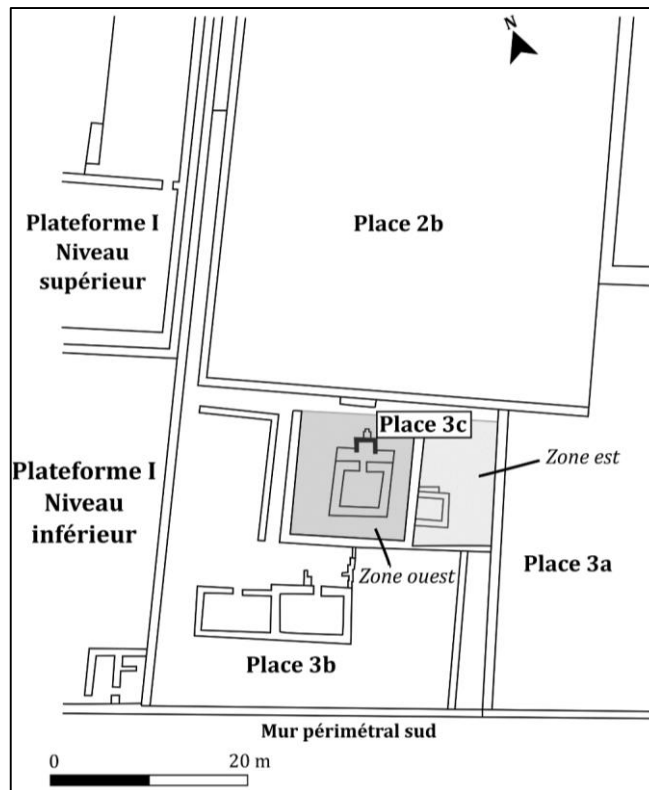 N
Plateforme I
Niveau
supérieur
Place 2b
Place 3c
Zone est
Plateforme I
Niveau
inférieur
Zone ouest
Place 3a
Place 3b
Mur périmétral sud
0
20 m